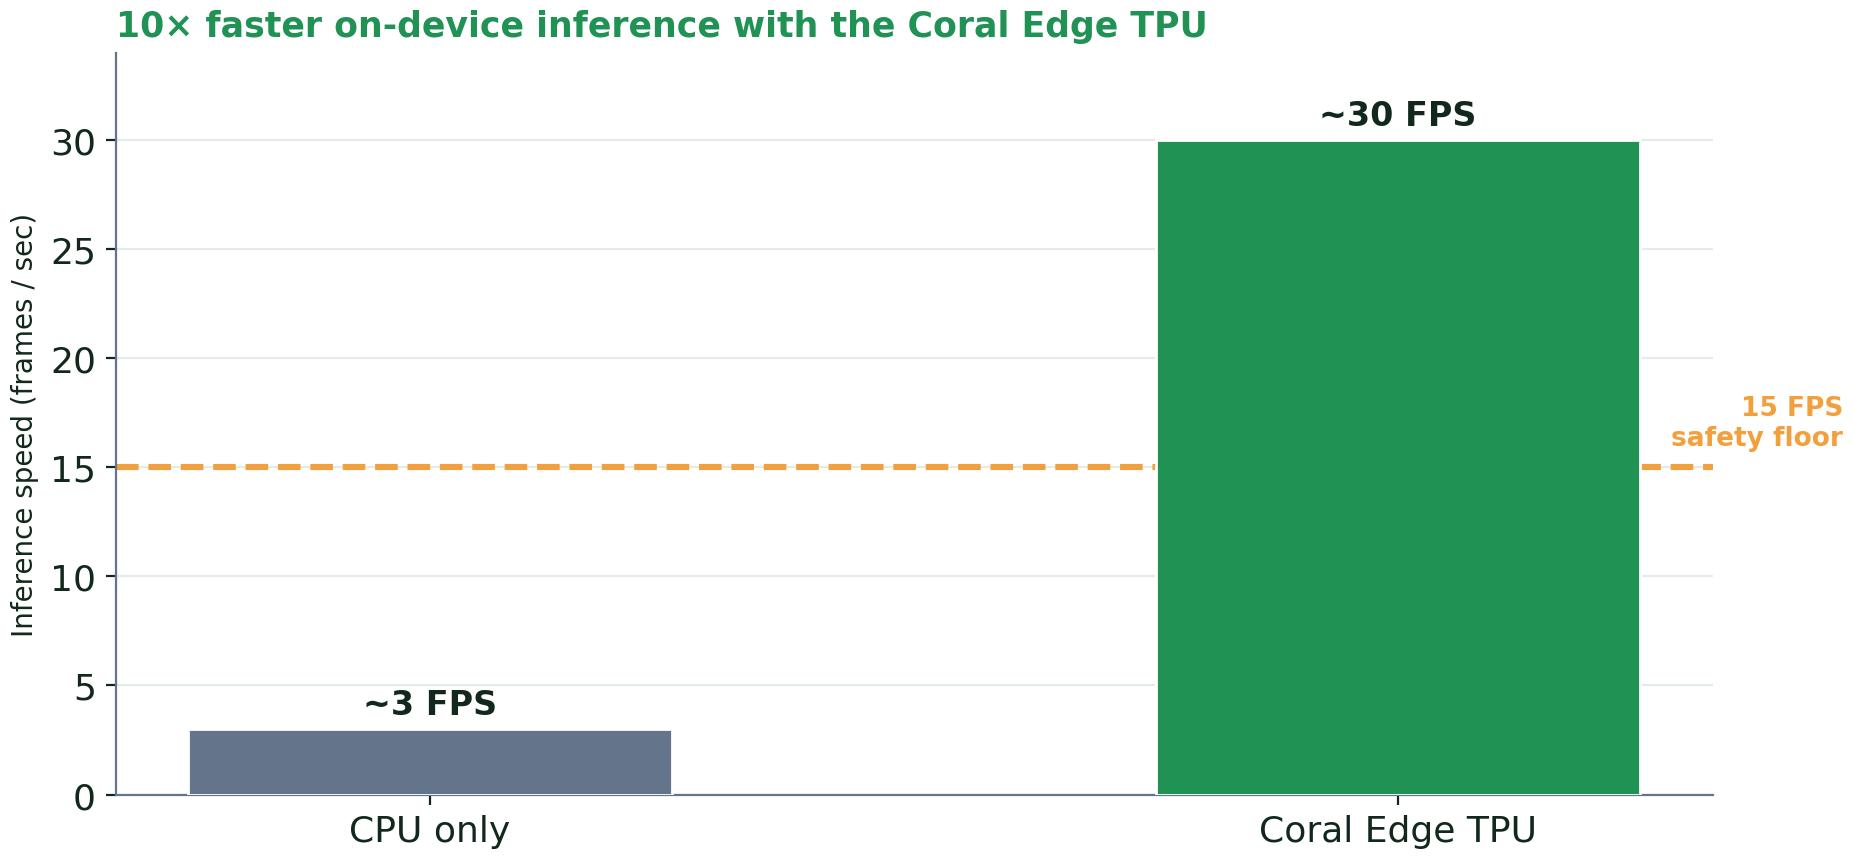 10× faster on-device inference with the Coral Edge TPU
Inference speed (frames / sec)
30
25
20
15
10
5
0
~3 FPS
~30 FPS
15 FPS
safety floor
CPU only
Coral Edge TPU